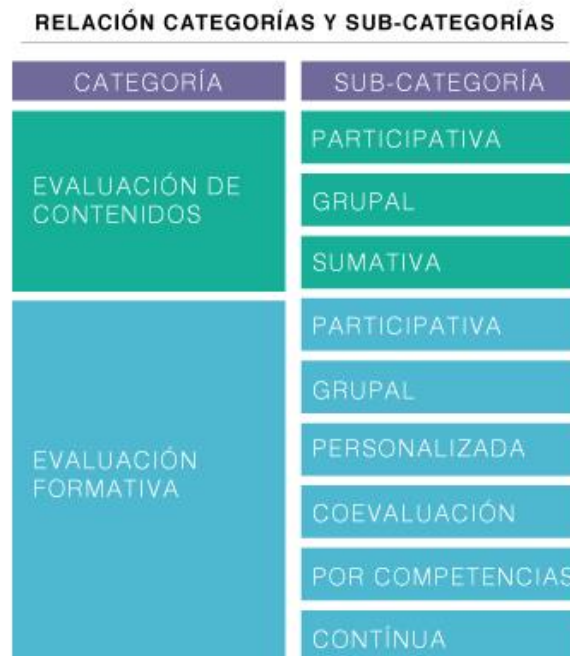 RELACIÓN CATEGORÍAS Y SUB-CATEGORÍAS
CATEGORÍA
SUB-CATEGORÍA
EVALUACIÓN DE
CONTENIDOS
PARTICIPATIVA
GRUPAL
SUMATIVA
EVALUACIÓN
FORMATIVA
PARTICIPATIVA
GRUPAL
PERSONALIZADA
COEVALUACIÓN
POR COMPETENCIAS
CONTÍNUA